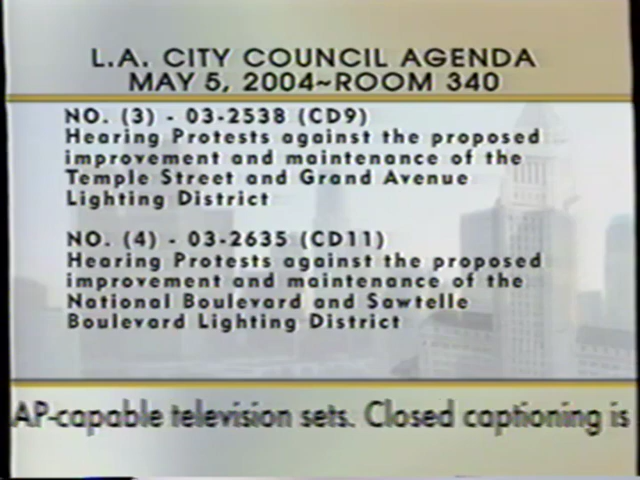 L.A. CITY COUNCIL AGENDA
MAY 5, 2004~ROOM 340
NO. (3) - 03-2538 (CD9)
Hearing Protests against the proposed
improvement and maintenance of the
Temple Street and Grand Avenue
Lighting District
NO. (4) - 03-2635 (CD11)
Hearing Protests against the proposed
improvement and maintenance of the
National Boulevard and Sawtelle
Boulevard Lighting District
AP-capable television sets. Closed captioning is